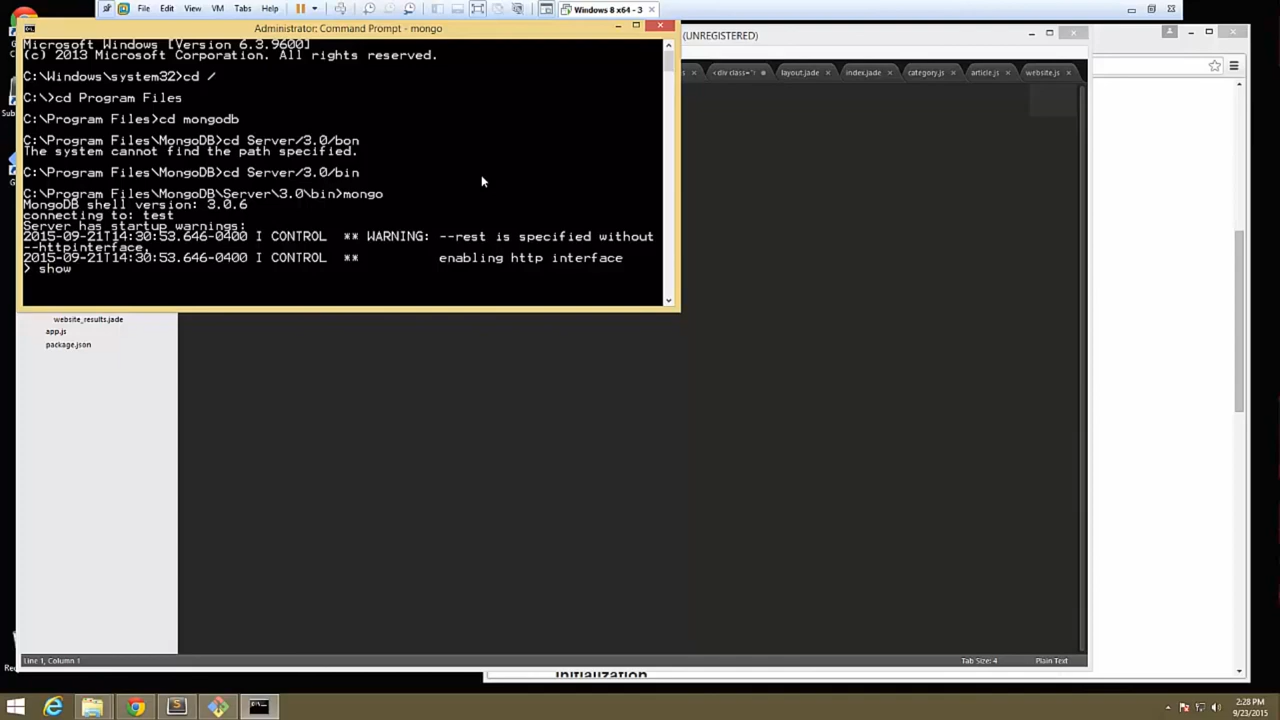 File Edit View VM Tabs Help Windows 8 x64 - 3
Administrator: Command Prompt - mongo
(UNREGISTERED)
Microsoft Windows [Version 6.3.9600]
(c) 2013 Microsoft Corporation. All rights reserved.
C:\Windows\system32>cd /
C:\>cd Program Files
C:\Program Files>cd mongodb
C:\Program Files\MongoDB>cd Server/3.0/bon
The system cannot find the path specified.
C:\Program Files\MongoDB>cd Server/3.0/bin
C:\Program Files\MongoDB\Server\3.0\bin>mongo
MongoDB shell version: 3.0.6
connecting to: test
Server has startup warnings:
2015-09-21T14:30:53.646-0400 I CONTROL ** WARNING: --rest is specified without
--httpinterface,
2015-09-21T14:30:53.646-0400 I CONTROL ** enabling http interface
> show
<div class=' layout.jade index.jade category.js article.js website.js
website_results.jade
app.js
package.json
Line 1, Column 1
Tab Size: 4 Plain Text
initialization
2:28 PM
9/23/2015